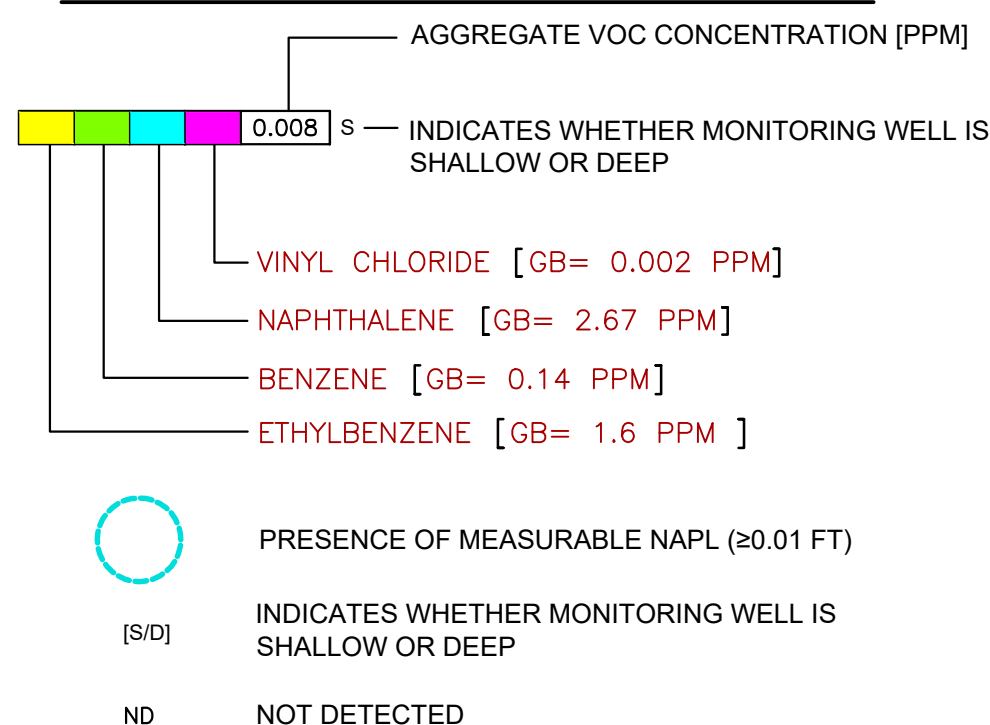 AGGREGATE VOC CONCENTRATION [PPM]
0.008 S INDICATES WHETHER MONITORING WELL IS
SHALLOW OR DEEP
VINYL CHLORIDE [GB= 0.002 PPM]
NAPHTHALENE [GB= 2.67 PPM]
BENZENE [GB= 0.14 PPM]
ETHYLBENZENE [GB= 1.6 PPM ]
PRESENCE OF MEASURABLE NAPL (≥0.01 FT)
[S/D] INDICATES WHETHER MONITORING WELL IS
SHALLOW OR DEEP
ND NOT DETECTED